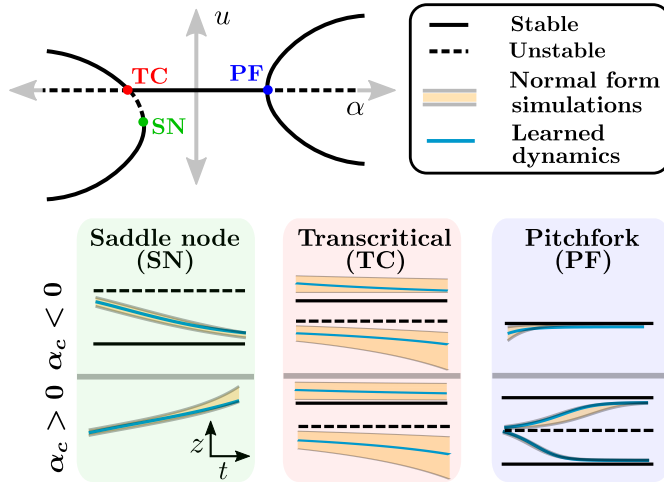 u
TC
PF
α
SN
Stable
Unstable
Normal form
simulations
Learned
dynamics
Saddle node
(SN)
Transcritical
(TC)
Pitchfork
(PF)
α_c < 0
α_c > 0
z
t